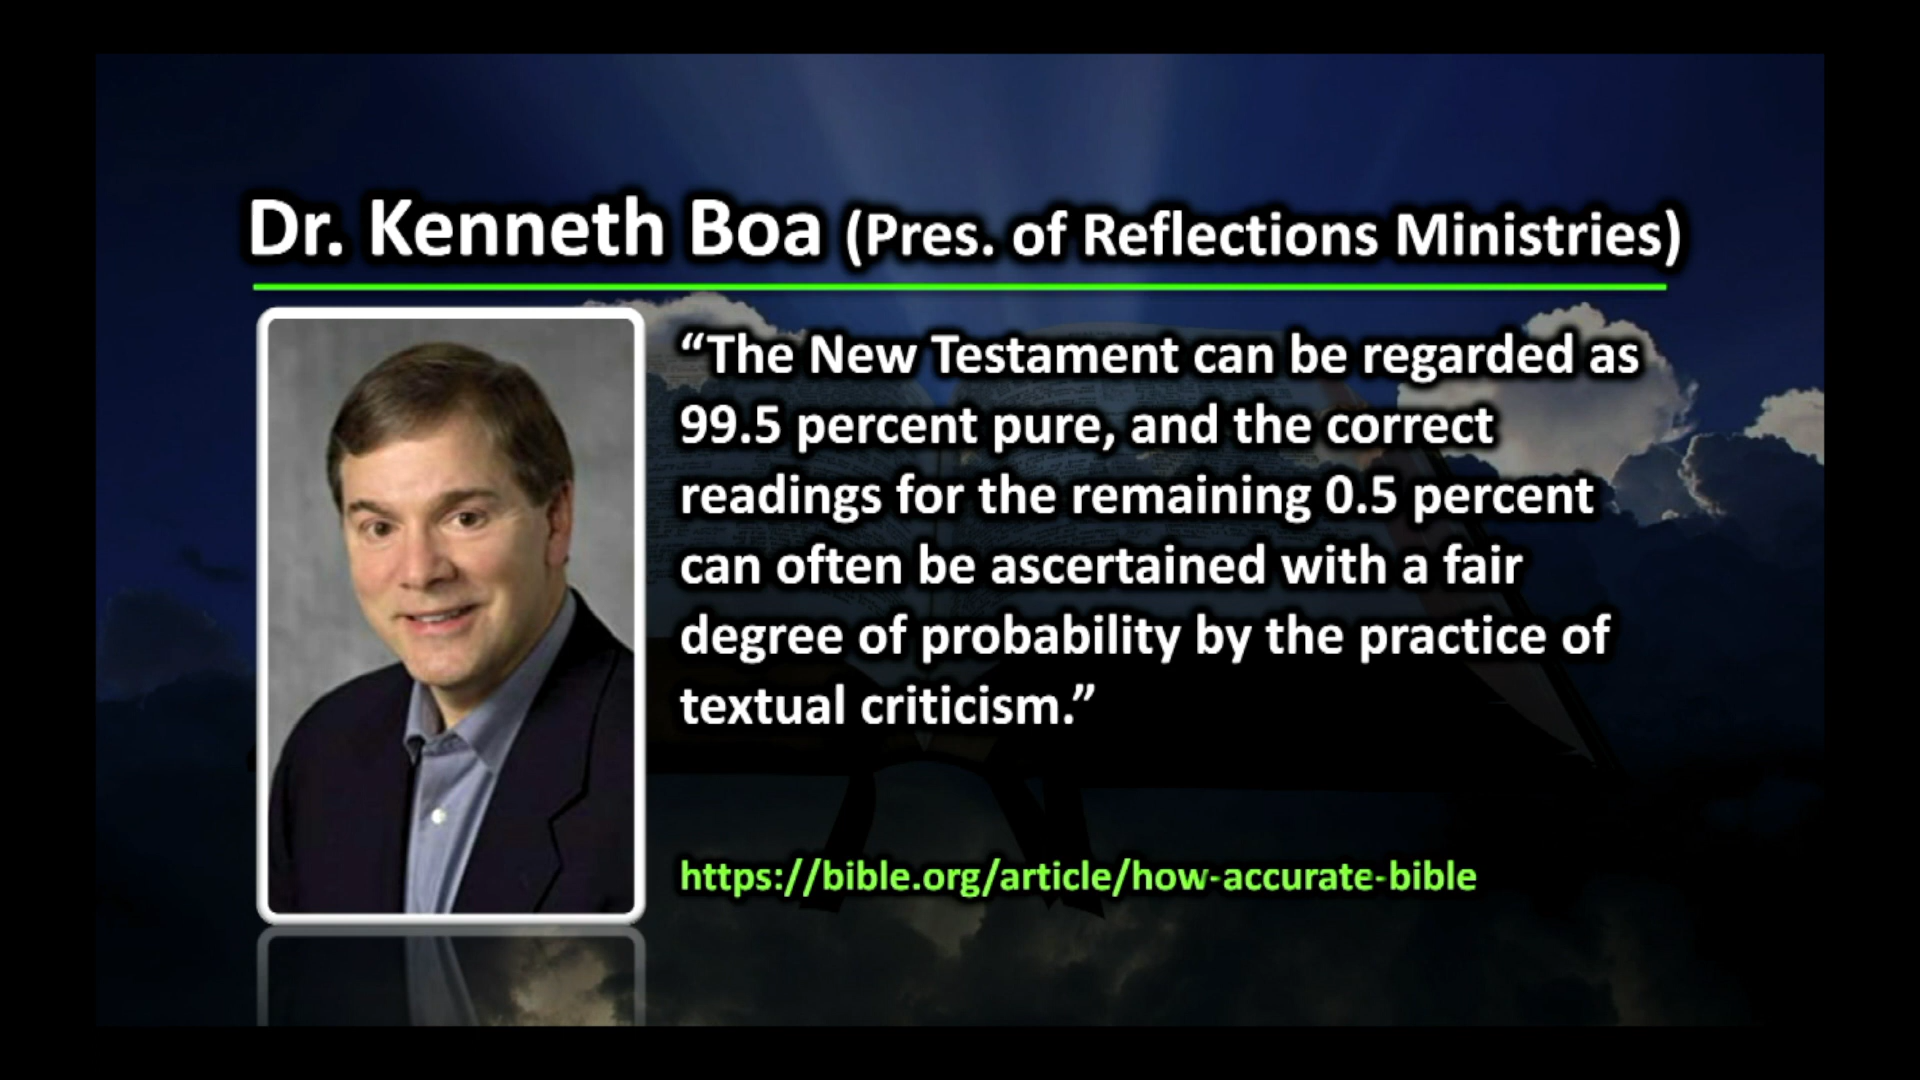 Dr. Kenneth Boa (Pres. of Reflections Ministries)
“The New Testament can be regarded as
99.5 percent pure, and the correct
readings for the remaining 0.5 percent
can often be ascertained with a fair
degree of probability by the practice of
textual criticism.”
https://bible.org/article/how-accurate-bible